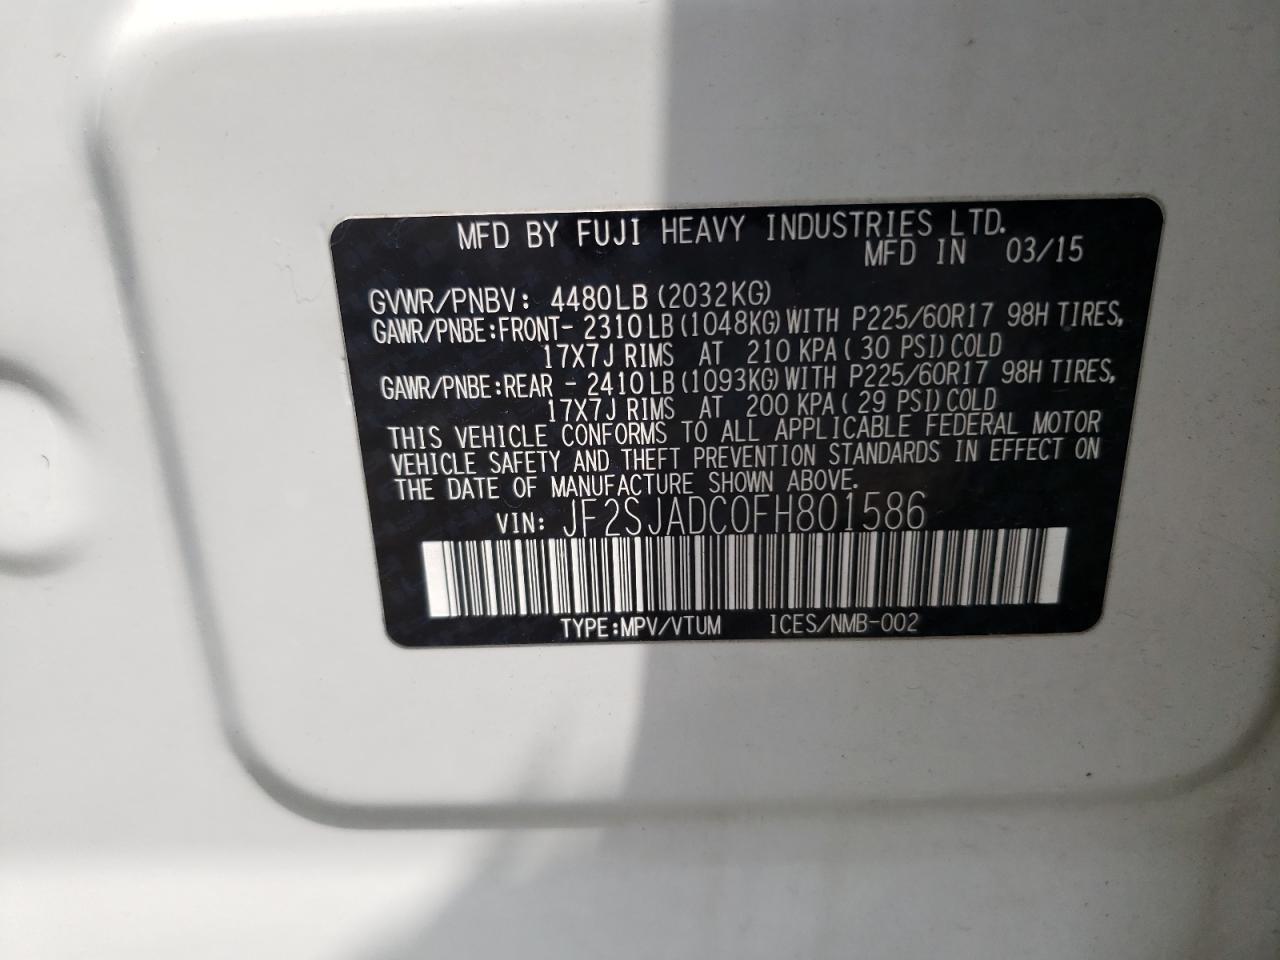 MFD BY FUJI HEAVY INDUSTRIES LTD.
MFD IN 03/15
GVWR/PNBV: 4480LB (2032KG)
GAWR/PNBE:FRONT- 2310LB (1048KG) WITH P225/60R17 98H TIRES,
17X7J RIMS AT 210 KPA ( 30 PSI) COLD
GAWR/PNBE:REAR - 2410LB (1093KG) WITH P225/60R17 98H TIRES,
17X7J RIMS AT 200 KPA ( 29 PSI) COLD
THIS VEHICLE CONFORMS TO ALL APPLICABLE FEDERAL MOTOR
VEHICLE SAFETY AND THEFT PREVENTION STANDARDS IN EFFECT ON
THE DATE OF MANUFACTURE SHOWN ABOVE.
VIN: JF2SJADC0FH801586
TYPE:MPV/VTUM ICES/NMB-002